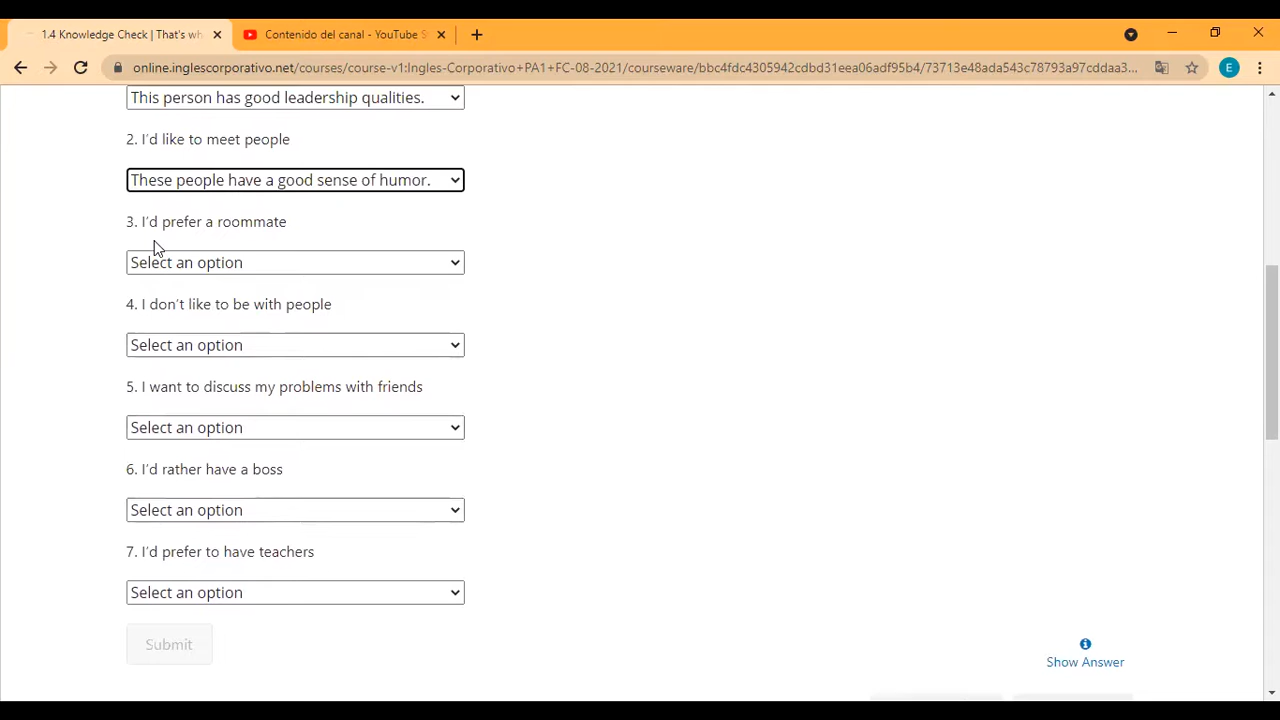 1.4 Knowledge Check | That's wh
Contenido del canal - YouTube S
online.inglescorporativo.net/courses/course-v1:Ingles-Corporativo+PA1+FC-08-2021/courseware/bbc4fdc4305942cdbd31eea06adf95b4/73713e48ada543c78793a97cddaa3...
E
This person has good leadership qualities.
2. I'd like to meet people
These people have a good sense of humor.
3. I'd prefer a roommate
Select an option
4. I don't like to be with people
Select an option
5. I want to discuss my problems with friends
Select an option
6. I'd rather have a boss
Select an option
7. I'd prefer to have teachers
Select an option
Submit
Show Answer